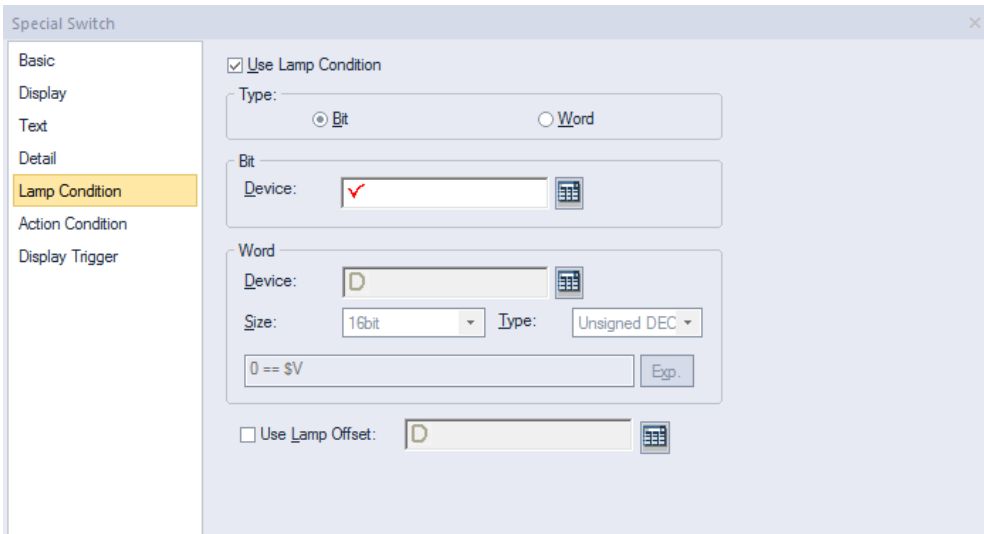 Special Switch
Basic
Display
Text
Detail
Lamp Condition
Action Condition
Display Trigger
Use Lamp Condition
Type:
Bit
Word
Bit
Device:
Word
Device:
D
Size:
16bit
Type:
Unsigned DEC
0 == $V
Exp.
Use Lamp Offset:
D